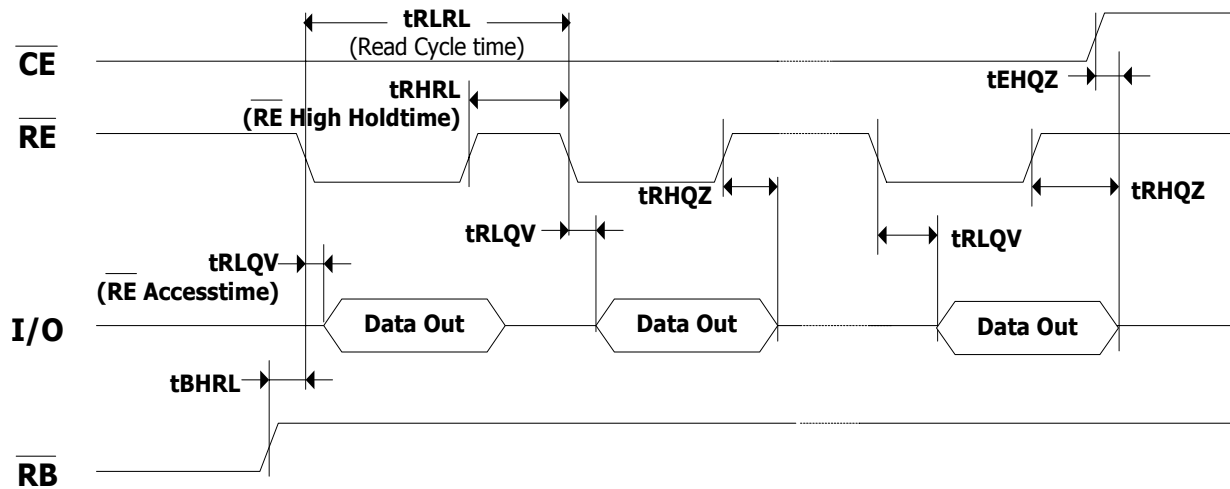 tRLRL
(Read Cycle time)
CE
tEHQZ
tRHRL
(RE High Holdtime)
RE
tRHQZ
tRHQZ
tRLQV
tRLQV
tRLQV
(RE Accesstime)
I/O
Data Out
Data Out
Data Out
tBHRL
RB